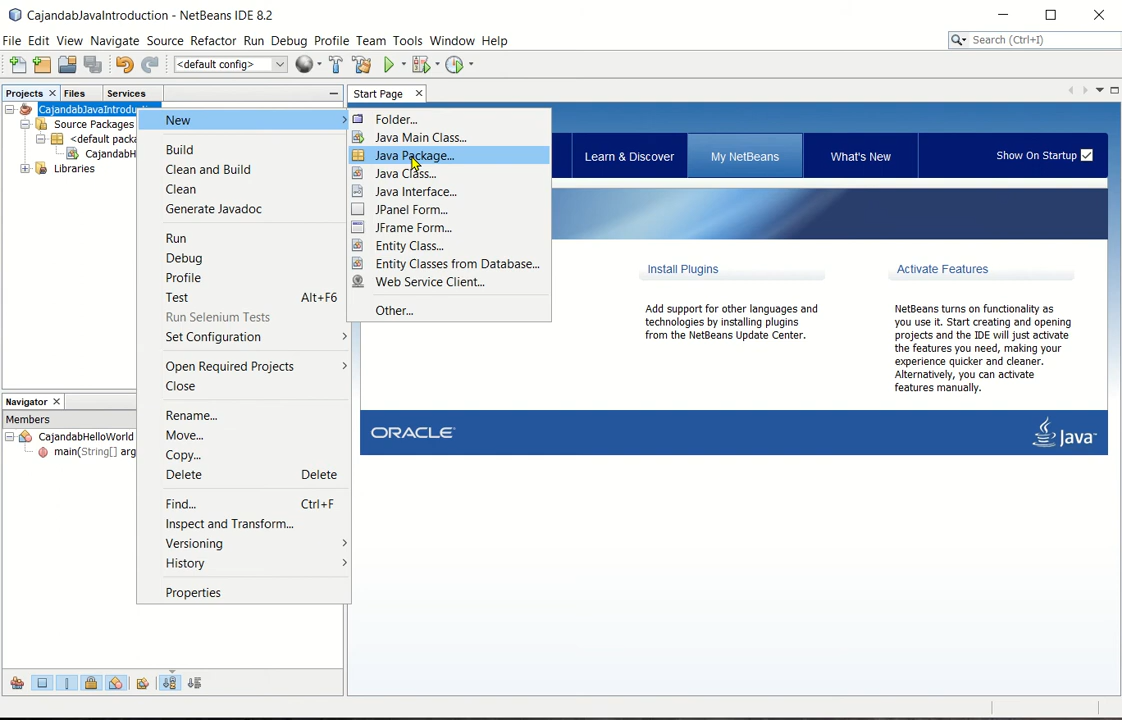 CajandabJavaIntroduction - NetBeans IDE 8.2
File Edit View Navigate Source Refactor Run Debug Profile Team Tools Window Help
Search (Ctrl+I)
<default config>
Projects Files Services
Start Page
CajandabJavaIntroducti
Source Packages
<default packa
CajandabH
Libraries
New
Build
Clean and Build
Clean
Generate Javadoc
Run
Debug
Profile
Test Alt+F6
Run Selenium Tests
Set Configuration
Open Required Projects
Close
Rename...
Move...
Copy...
Delete Delete
Find... Ctrl+F
Inspect and Transform...
Versioning
History
Properties
Folder...
Java Main Class...
Java Package...
Java Class...
Java Interface...
JPanel Form...
JFrame Form...
Entity Class...
Entity Classes from Database...
Web Service Client...
Other...
Learn & Discover My NetBeans What's New Show On Startup
Install Plugins
Add support for other languages and
technologies by installing plugins
from the NetBeans Update Center.
Activate Features
NetBeans turns on functionality as
you use it. Start creating and opening
projects and the IDE will just activate
the features you need, making your
experience quicker and cleaner.
Alternatively, you can activate
features manually.
ORACLE
Java
Navigator
Members
CajandabHelloWorld
main(String[] arg